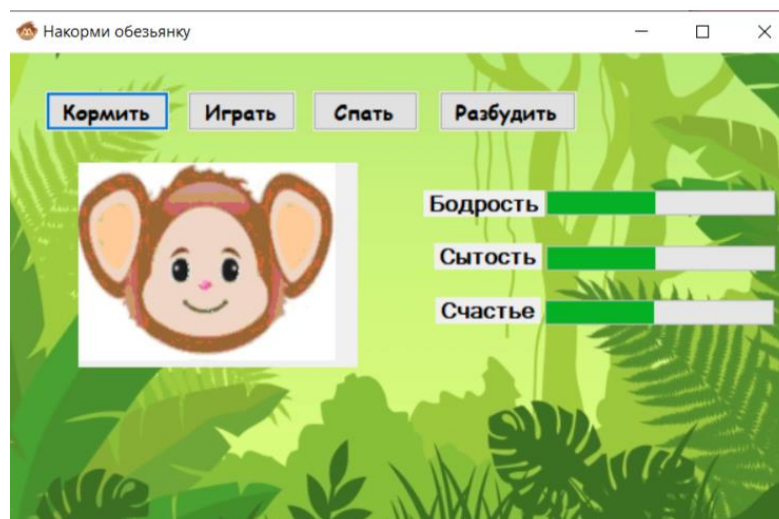 Накорми обезьянку
Кормить Играть Спать Разбудить
Бодрость
Сытость
Счастье